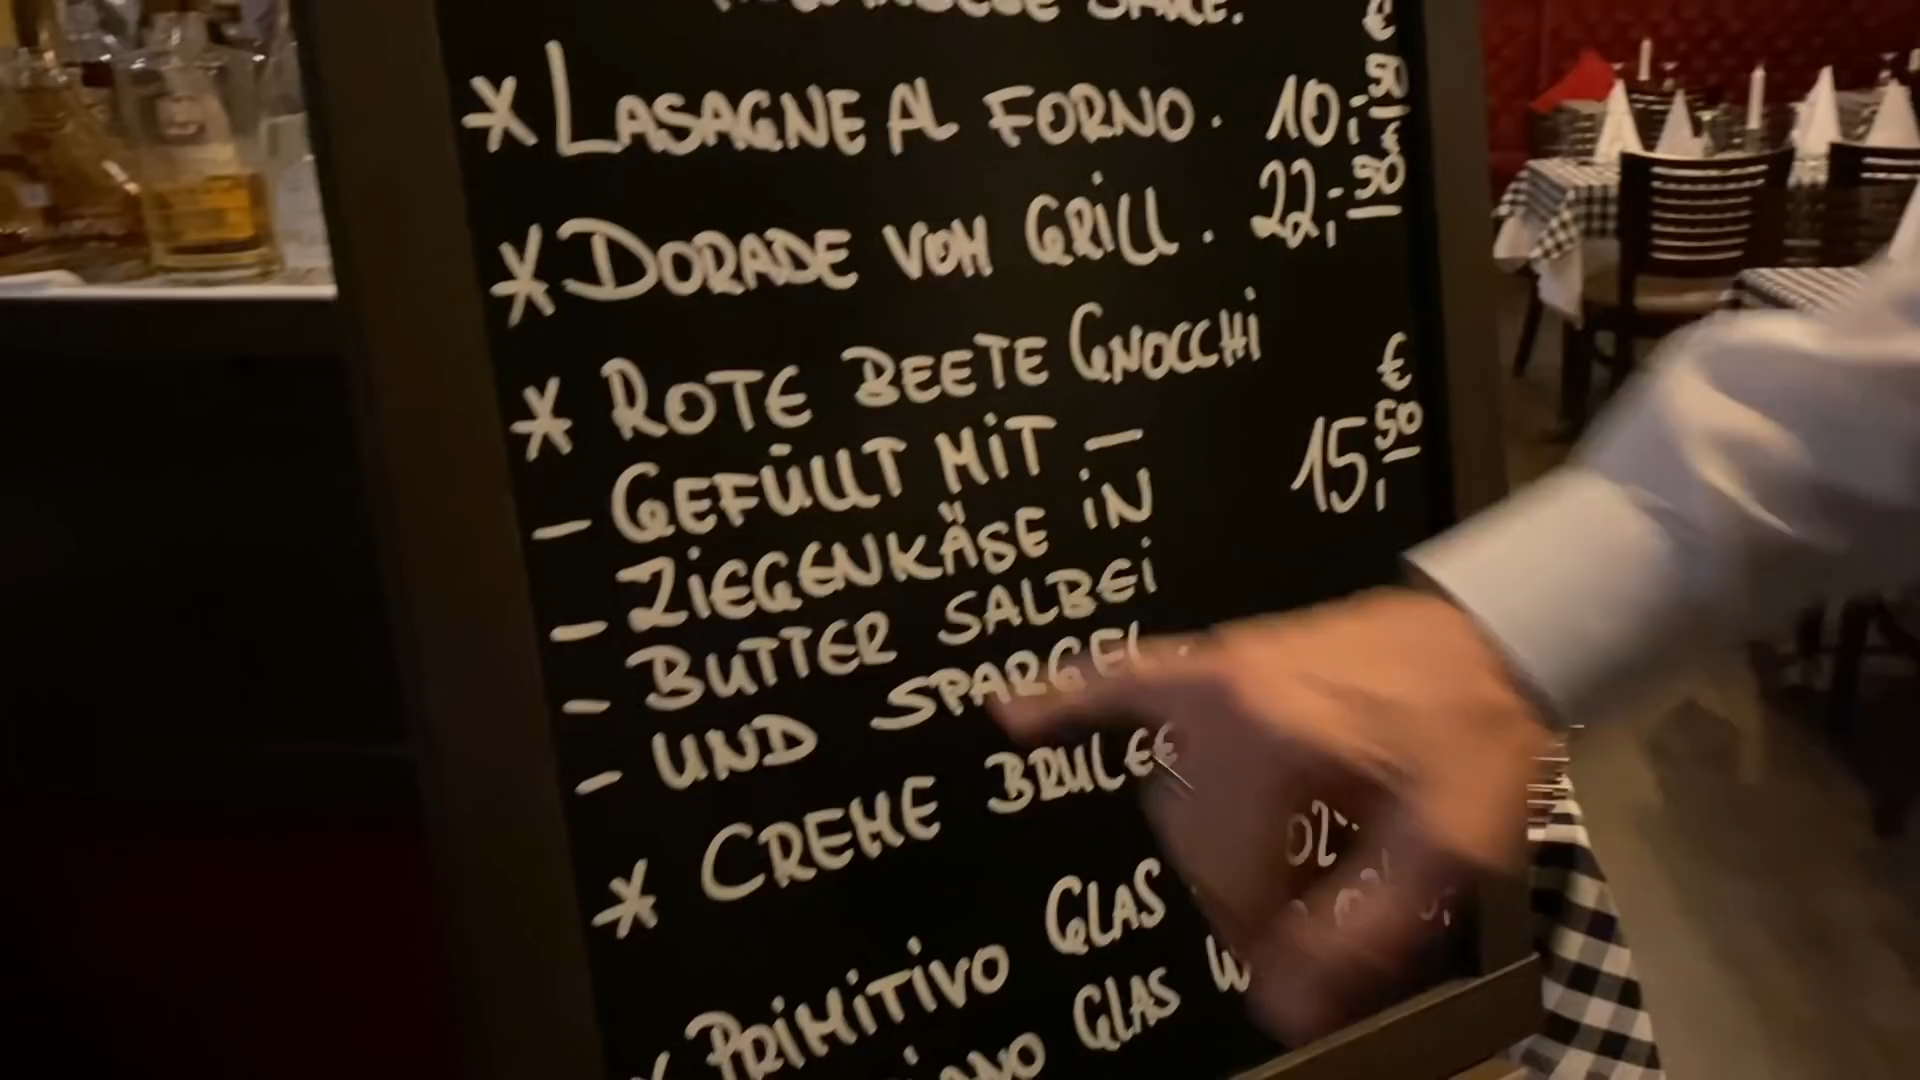 SAUCE. €
* LASAGNE AL FORNO. 10,50
* DORADE VOM GRILL. 22,50
* ROTE BEETE GNOCCHI
– GEFÜLLT MIT – €
– ZIEGENKÄSE IN 15,50
– BUTTER SALBEI
– UND SPARGEL.
* CREME BRULEE
PRIMITIVO GLAS
GLAS